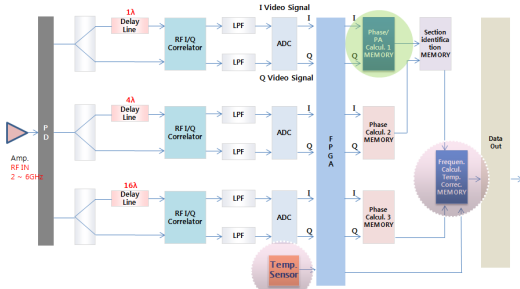 I Video Signal
1λ
Delay
Line
RF I/Q
Correlator
LPF
LPF
ADC
I
Q
I
Q
Phase/
PA
Calcul. 1
MEMORY
Section
identifica
tion
MEMORY
Q Video Signal
4λ
Delay
Line
RF I/Q
Correlator
LPF
LPF
ADC
I
Q
I
Q
Phase
Calcul. 2
MEMORY
P
D
Amp.
RF IN
2 ~ 6GHz
F
P
G
A
Frequen.
Calcul.
Temp.
Correc.
MEMORY
Data
Out
16λ
Delay
Line
RF I/Q
Correlator
LPF
LPF
ADC
I
Q
I
Q
Phase
Calcul. 3
MEMORY
Temp.
Sensor